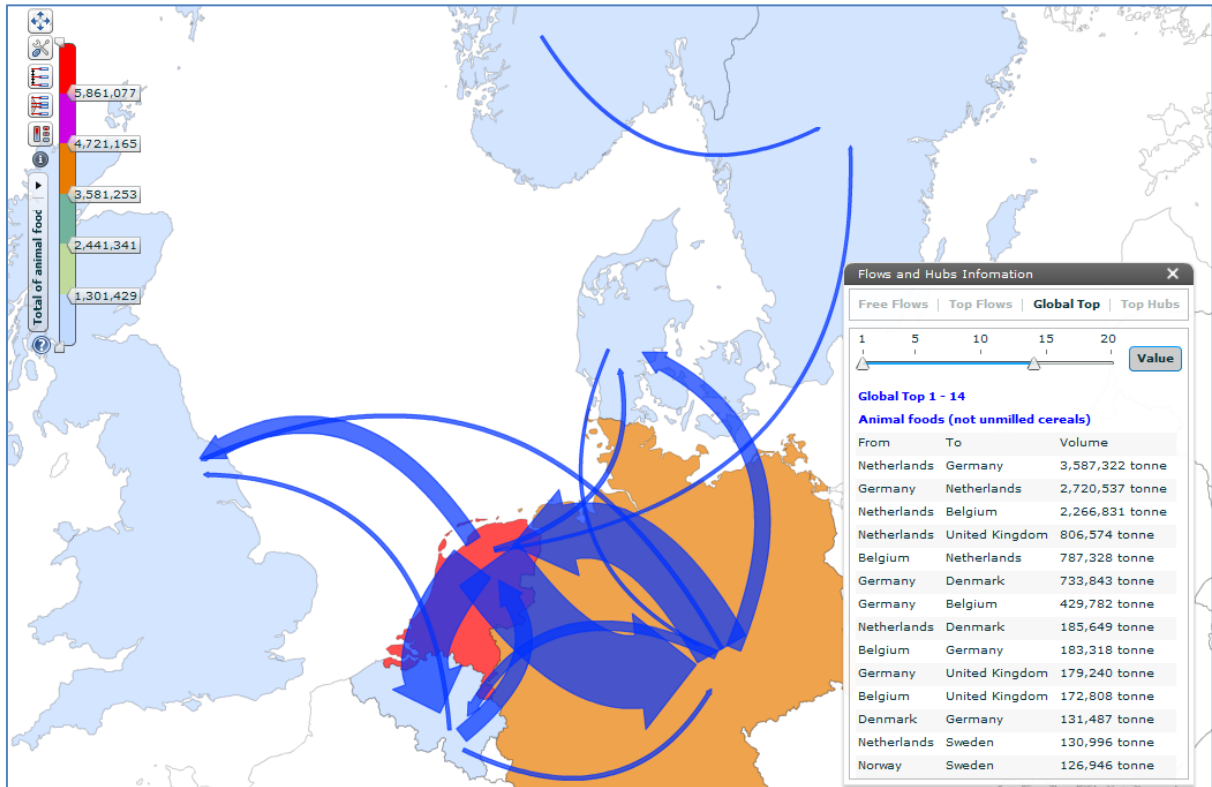 5,861,077
4,721,165
3,581,253
2,441,341
1,301,429
Total of animal food
Flows and Hubs Infomation
Free Flows | Top Flows | Global Top | Top Hubs
1 5 10 15 20
Value
Global Top 1 - 14
Animal foods (not unmilled cereals)
From To Volume
Netherlands Germany 3,587,322 tonne
Germany Netherlands 2,720,537 tonne
Netherlands Belgium 2,266,831 tonne
Netherlands United Kingdom 806,574 tonne
Belgium Netherlands 787,328 tonne
Germany Denmark 733,843 tonne
Germany Belgium 429,782 tonne
Netherlands Denmark 185,649 tonne
Belgium Germany 183,318 tonne
Germany United Kingdom 179,240 tonne
Belgium United Kingdom 172,808 tonne
Denmark Germany 131,487 tonne
Netherlands Sweden 130,996 tonne
Norway Sweden 126,946 tonne